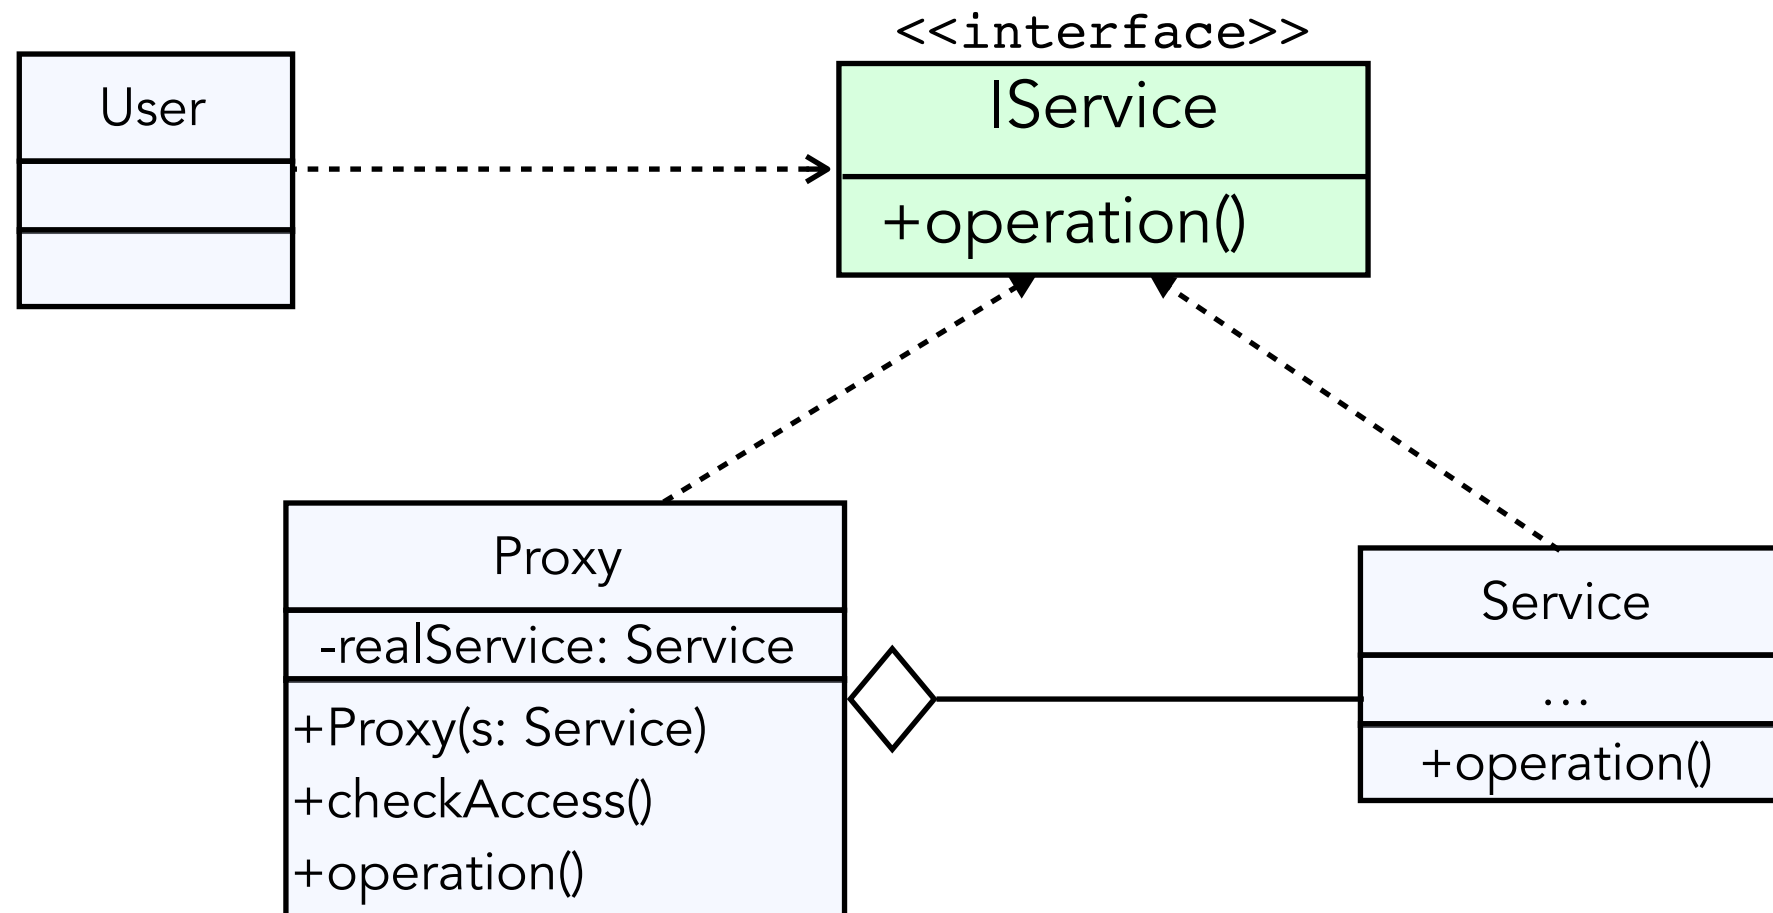 <<interface>>
User
IService
+operation()
Proxy
-realService: Service
+Proxy(s: Service)
+checkAccess()
+operation()
Service
...
+operation()